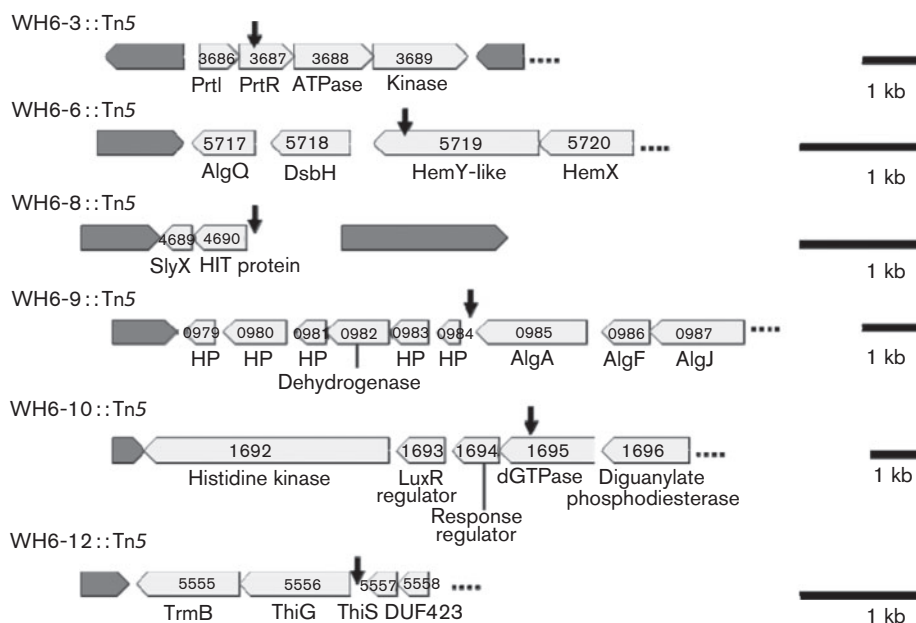 WH6-3::Tn5
3686 3687 3688 3689
PrtI PrtR ATPase Kinase
1 kb
WH6-6::Tn5
5717 5718 5719 5720
AlgQ DsbH HemY-like HemX
1 kb
WH6-8::Tn5
4689 4690
SlyX HIT protein
1 kb
WH6-9::Tn5
0979 0980 0981 0982 0983 0984 0985 0986 0987
HP HP HP HP HP AlgA AlgF AlgJ
Dehydrogenase
1 kb
WH6-10::Tn5
1692 1693 1694 1695 1696
Histidine kinase LuxR dGTPase Diguanylate
regulator phosphodiesterase
Response
regulator
1 kb
WH6-12::Tn5
5555 5556 5557 5558
TrmB ThiG ThiS DUF423
1 kb